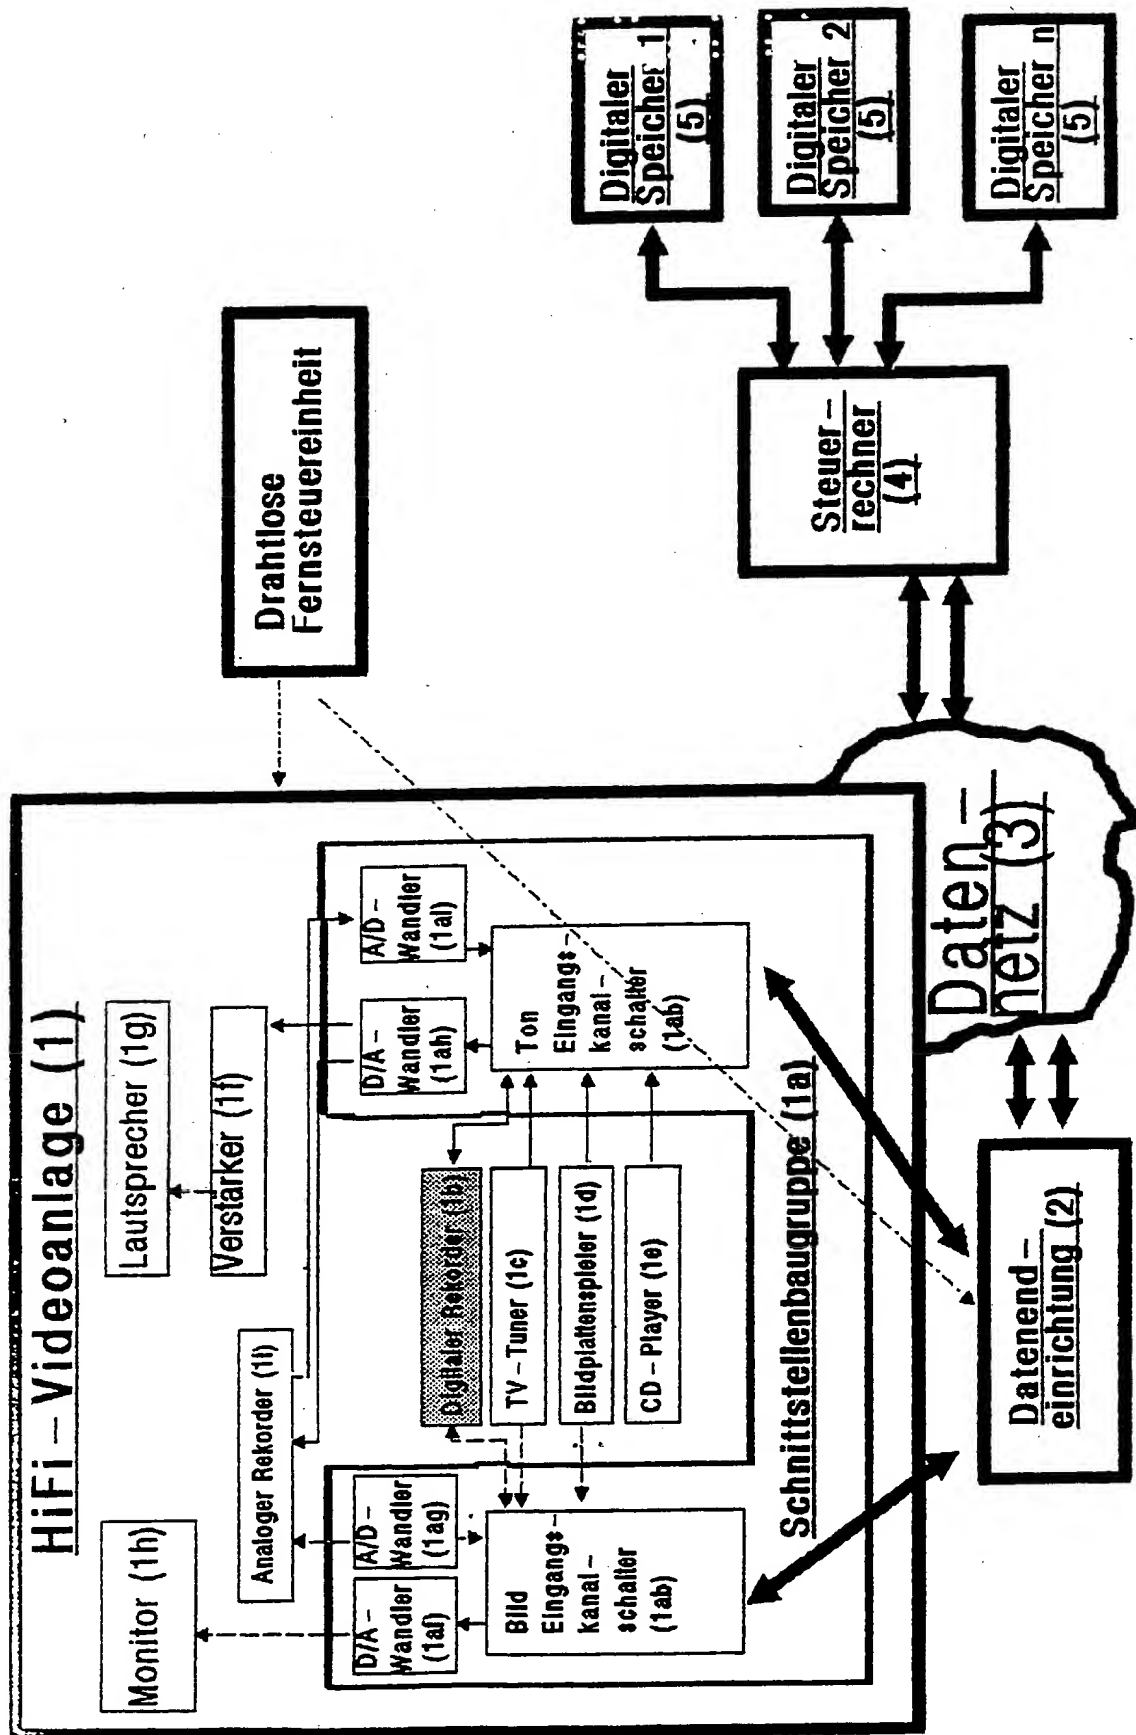 HiFi – Videoanlage (1)
Monitor (1h)
Lautsprecher (1g)
Verstarker (1f)
Analoger Rekorder (1i)
D/A –
Wandler
(1af)
A/D –
Wandler
(1ag)
D/A –
Wandler
(1ah)
A/D –
Wandler
(1ai)
Bild
Eingangs –
kanal –
schalter
(1ab)
Digitaler Rekorder (1b)
TV – Tuner (1c)
Bildplattenspieler (1d)
CD – Player (1e)
Ton
Eingangs –
kanal –
schalter
(1ab)
Schnittstellenbaugruppe (1a)
Drahtlose
Fernsteuereinheit
Datenend –
einrichtung (2)
Daten –
netz (3)
Steuer –
rechner
(4)
Digitaler
Speicher 1
(5)
Digitaler
Speicher 2
(5)
Digitaler
Speicher n
(5)